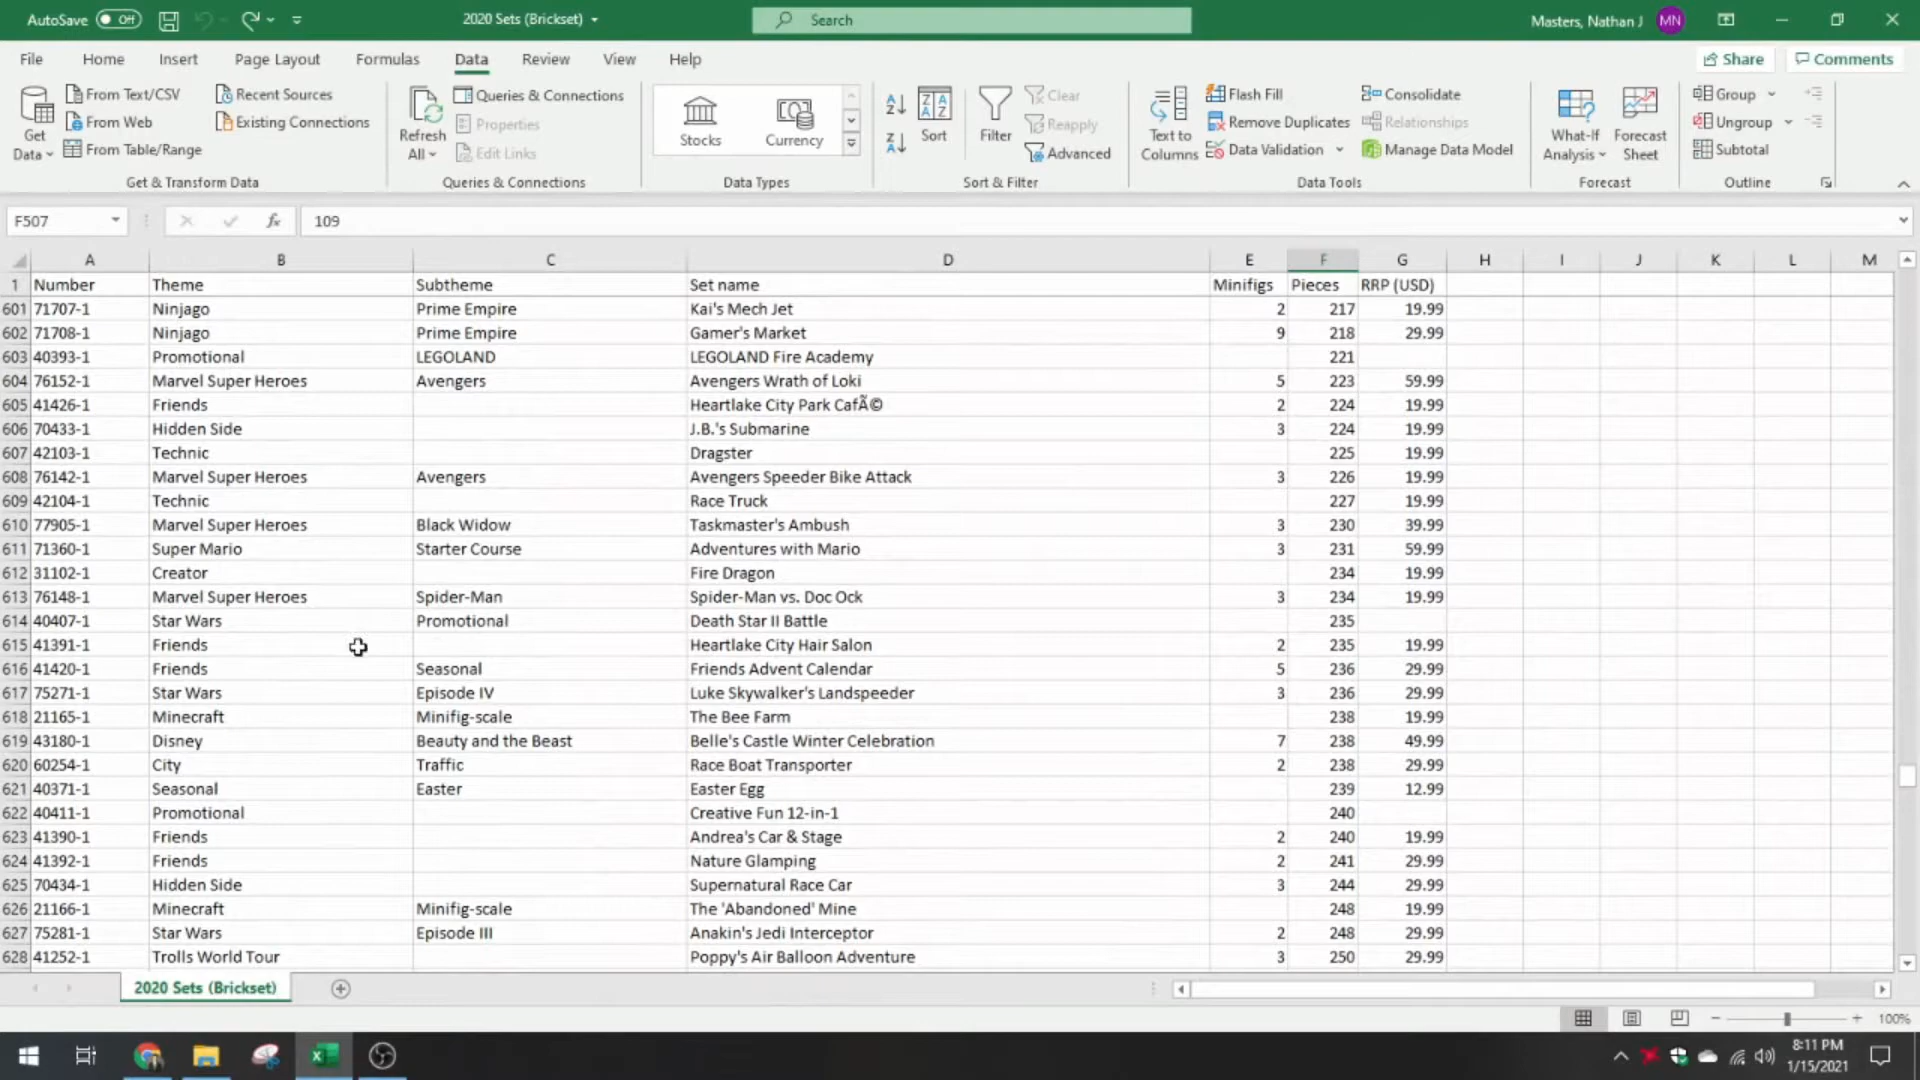 AutoSave Off 2020 Sets (Brickset) Search Masters, Nathan J MN
File Home Insert Page Layout Formulas Data Review View Help Share Comments
Get Data From Text/CSV From Web From Table/Range Recent Sources Existing Connections
Get & Transform Data
Refresh All Queries & Connections Properties Edit Links
Queries & Connections
Stocks Currency
Data Types
Sort Filter Clear Reapply Advanced
Sort & Filter
Text to Columns Flash Fill Remove Duplicates Data Validation Consolidate Relationships Manage Data Model
Data Tools
What-If Analysis Forecast Sheet
Forecast
Group Ungroup Subtotal
Outline
F507 fx 109
A B C D E F G H I J K L M
1 Number Theme Subtheme Set name Minifigs Pieces RRP (USD)
601 71707-1 Ninjago Prime Empire Kai's Mech Jet 2 217 19.99
602 71708-1 Ninjago Prime Empire Gamer's Market 9 218 29.99
603 40393-1 Promotional LEGOLAND LEGOLAND Fire Academy 221
604 76152-1 Marvel Super Heroes Avengers Avengers Wrath of Loki 5 223 59.99
605 41426-1 Friends Heartlake City Park CafÃ© 2 224 19.99
606 70433-1 Hidden Side J.B.'s Submarine 3 224 19.99
607 42103-1 Technic Dragster 225 19.99
608 76142-1 Marvel Super Heroes Avengers Avengers Speeder Bike Attack 3 226 19.99
609 42104-1 Technic Race Truck 227 19.99
610 77905-1 Marvel Super Heroes Black Widow Taskmaster's Ambush 3 230 39.99
611 71360-1 Super Mario Starter Course Adventures with Mario 3 231 59.99
612 31102-1 Creator Fire Dragon 234 19.99
613 76148-1 Marvel Super Heroes Spider-Man Spider-Man vs. Doc Ock 3 234 19.99
614 40407-1 Star Wars Promotional Death Star II Battle 235
615 41391-1 Friends Heartlake City Hair Salon 2 235 19.99
616 41420-1 Friends Seasonal Friends Advent Calendar 5 236 29.99
617 75271-1 Star Wars Episode IV Luke Skywalker's Landspeeder 3 236 29.99
618 21165-1 Minecraft Minifig-scale The Bee Farm 238 19.99
619 43180-1 Disney Beauty and the Beast Belle's Castle Winter Celebration 7 238 49.99
620 60254-1 City Traffic Race Boat Transporter 2 238 29.99
621 40371-1 Seasonal Easter Easter Egg 239 12.99
622 40411-1 Promotional Creative Fun 12-in-1 240
623 41390-1 Friends Andrea's Car & Stage 2 240 19.99
624 41392-1 Friends Nature Glamping 2 241 29.99
625 70434-1 Hidden Side Supernatural Race Car 3 244 29.99
626 21166-1 Minecraft Minifig-scale The 'Abandoned' Mine 248 19.99
627 75281-1 Star Wars Episode III Anakin's Jedi Interceptor 2 248 29.99
628 41252-1 Trolls World Tour Poppy's Air Balloon Adventure 3 250 29.99
2020 Sets (Brickset)
100%
8:11 PM
1/15/2021